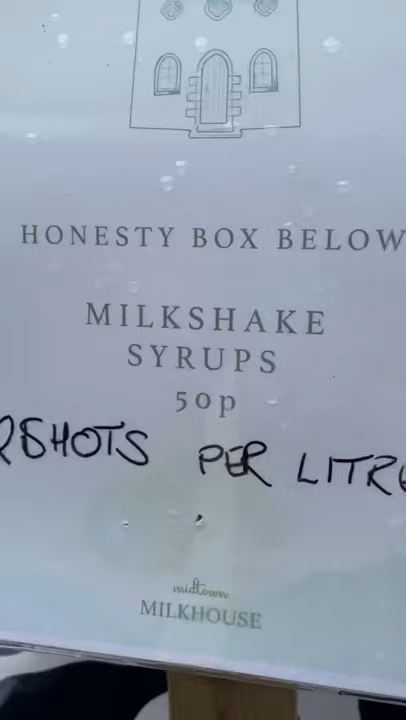 HONESTY BOX BELOW
MILKSHAKE
SYRUPS
50p
SHOTS PER LITRE
midtown
MILKHOUSE